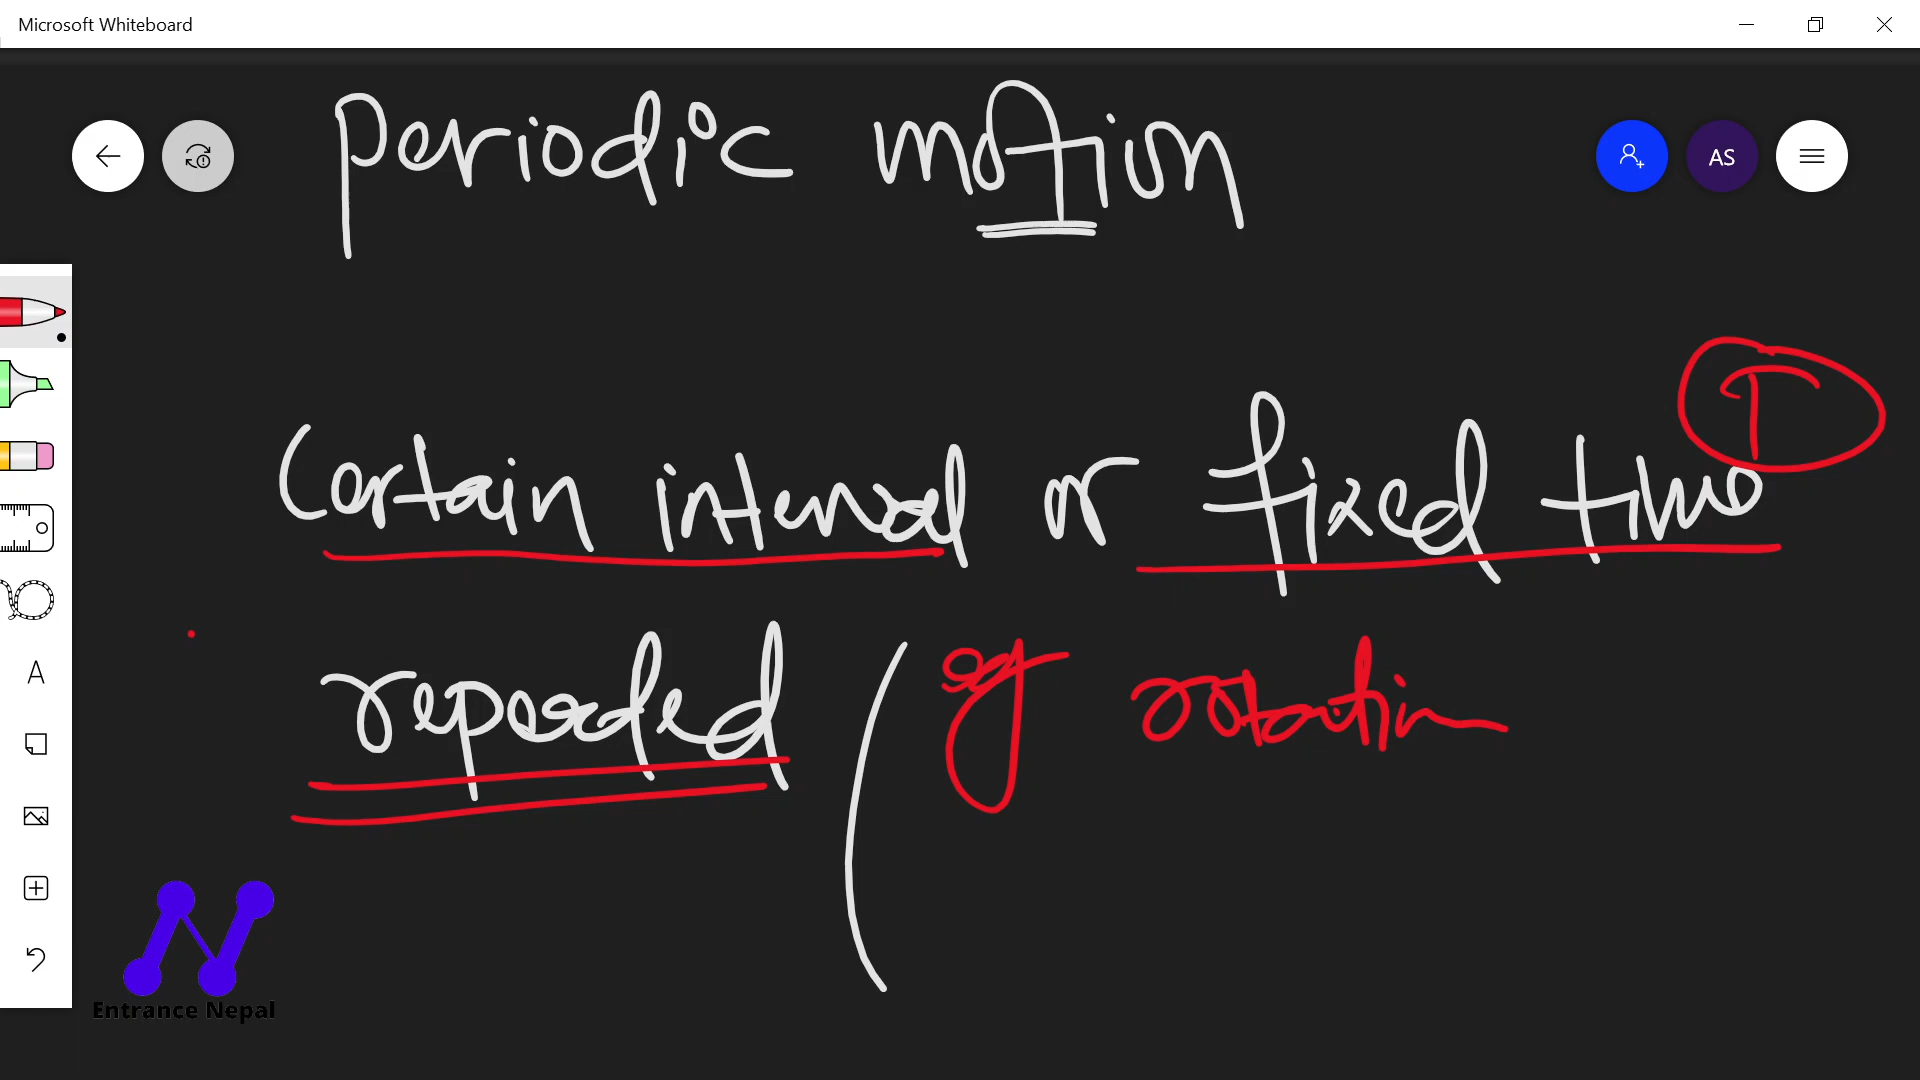 Microsoft Whiteboard
periodic motion
AS
T
Certain interval or fixed time
repeated ( eg rotation
A
Entrance Nepal